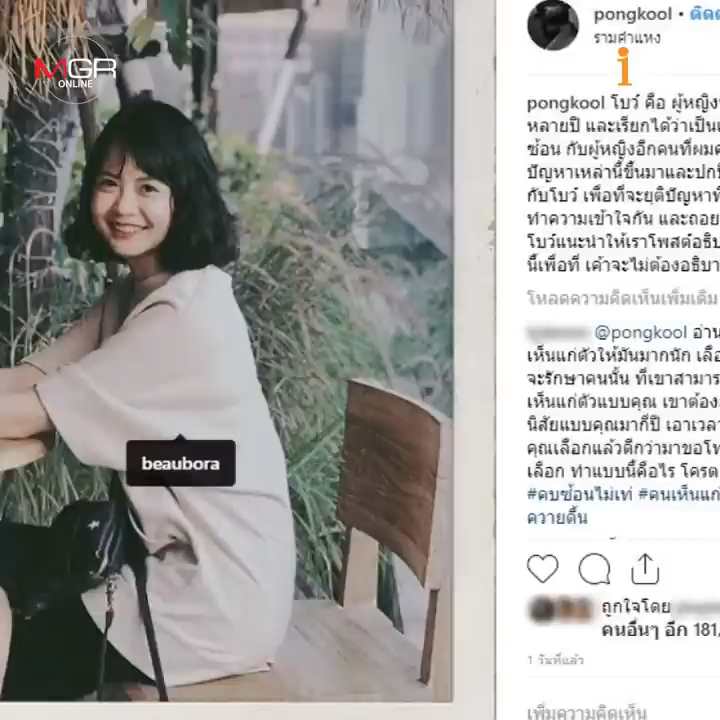 MGR
ONLINE
beaubora
pongkool • ติดต
รามคำแหง
i
pongkool โบว์ คือ ผู้หญิง
หลายปี และเรียกได้ว่าเป็น
ซ้อน กับผู้หญิงอีกคนที่ผม
ปัญหาเหล่านี้ขึ้นมาและปก
กับโบว์ เพื่อที่จะยุติปัญหา
ทำความเข้าใจกัน และถอย
โบว์แนะนำให้เราโพสต์อธิบ
นี้เพื่อที่ เค้าจะไม่ต้องอธิบา
โหลดความคิดเห็นเพิ่มเติม
@pongkool อ่าน
เห็นแก่ตัวให้มันมากนัก เลือ
จะรักษาคนนั้น ที่เขาสามาร
เห็นแก่ตัวแบบคุณ เขาต้อง
นิสัยแบบคุณมากี่ปี เอาเวลา
คุณเลือกแล้วดีกว่ามาขอโท
เลือก ทำแบบนี้คือไร โครต
#คบซ้อนไม่เท่ #คนเห็นแก่
ควายดื้น
ถูกใจโดย
คนอื่นๆ อีก 181,
1 วันที่แล้ว
เพิ่มความคิดเห็น